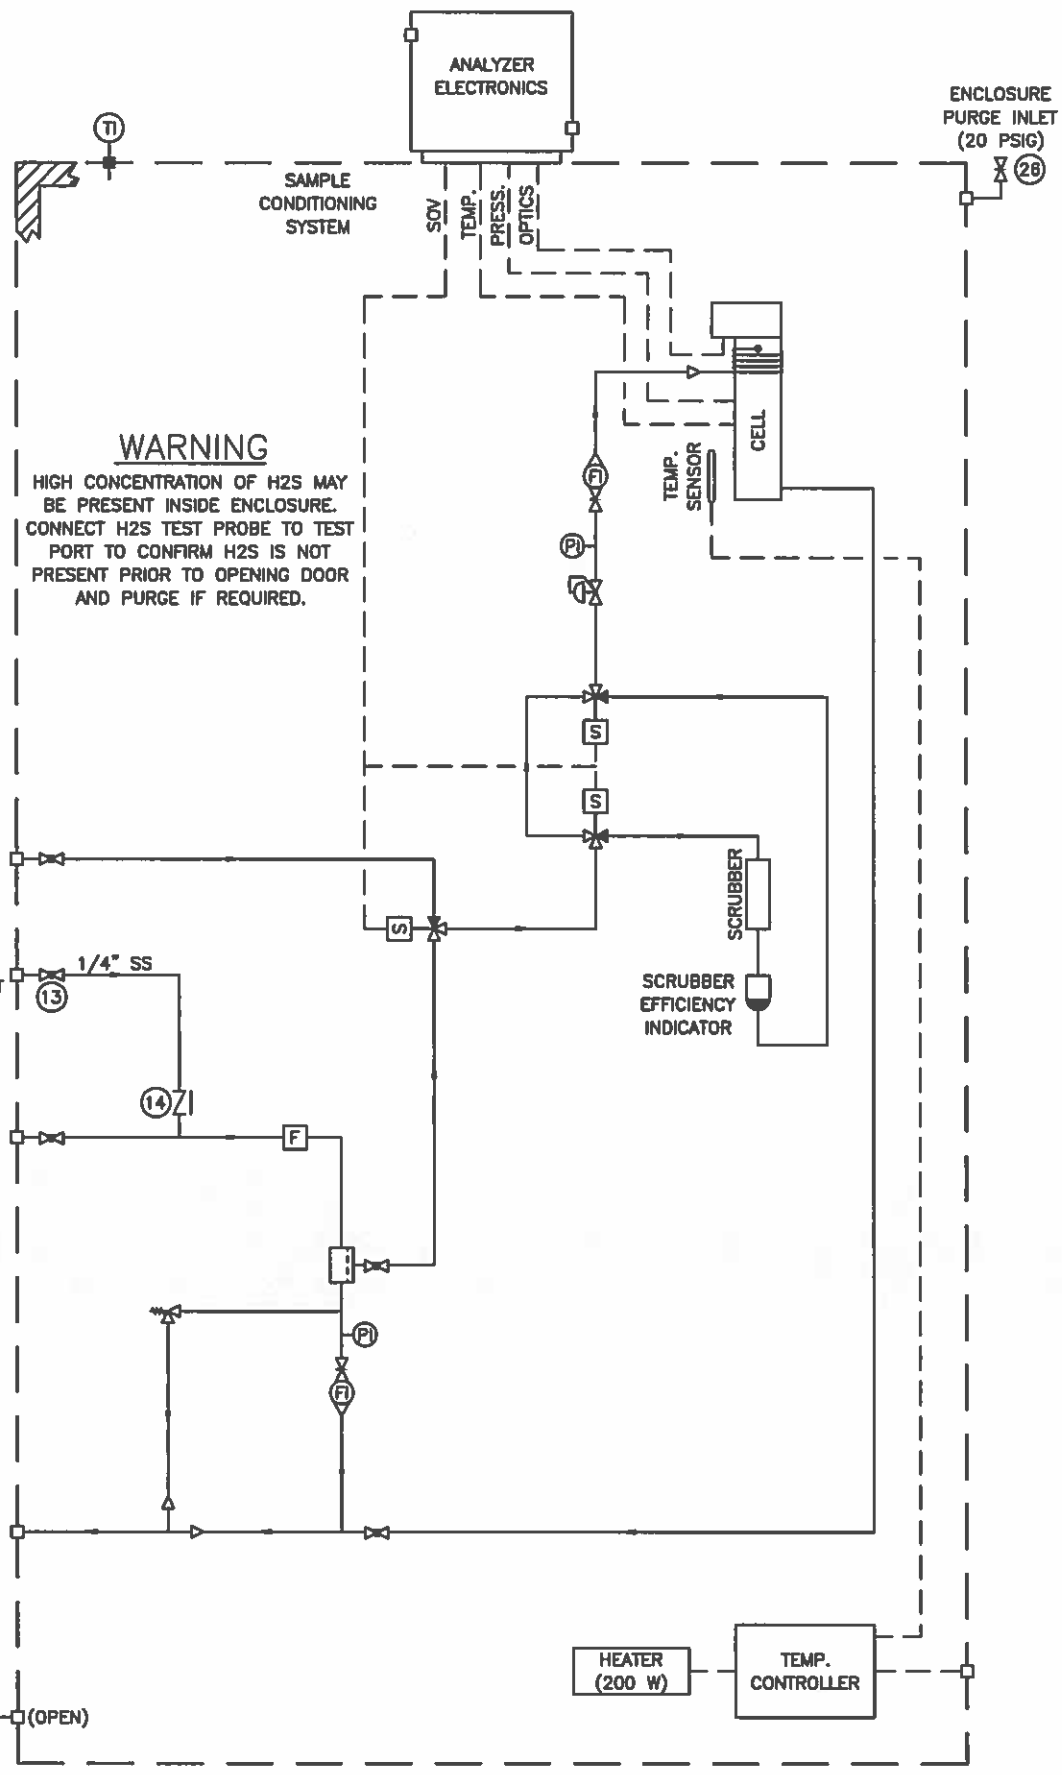 ANALYZER
ELECTRONICS
ENCLOSURE
PURGE INLET
(20 PSIG)
26
TI
SAMPLE
CONDITIONING
SYSTEM
SOV
TEMP.
PRESS.
OPTICS
CELL
TEMP.
SENSOR
WARNING
HIGH CONCENTRATION OF H2S MAY
BE PRESENT INSIDE ENCLOSURE.
CONNECT H2S TEST PROBE TO TEST
PORT TO CONFIRM H2S IS NOT
PRESENT PRIOR TO OPENING DOOR
AND PURGE IF REQUIRED.
FI
PI
S
S
SCRUBBER
S
1/4" SS
13
SCRUBBER
EFFICIENCY
INDICATOR
14
F
PI
FI
HEATER
(200 W)
TEMP.
CONTROLLER
(OPEN)